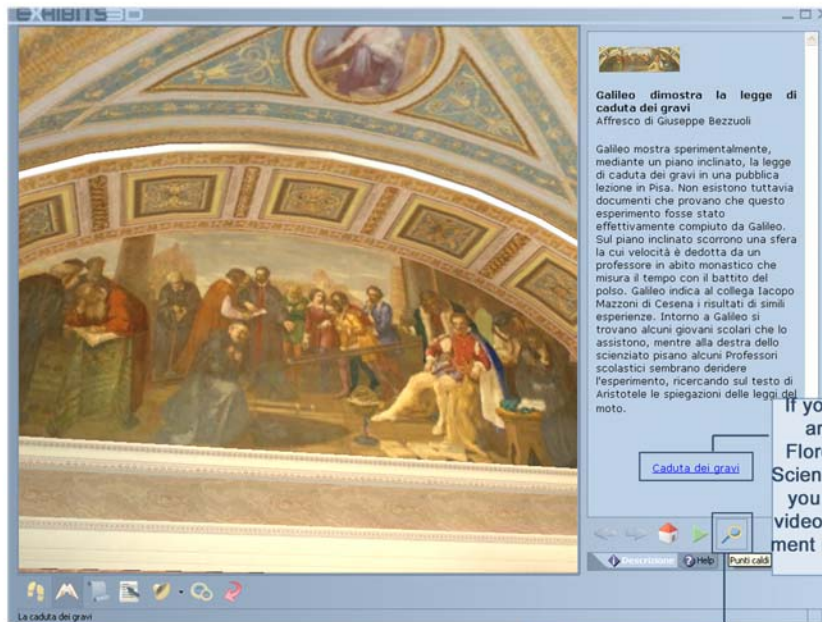 EXHIBITS3D
Galileo dimostra la legge di
caduta dei gravi
Affresco di Giuseppe Bezzuoli
Galileo mostra sperimentalmente,
mediante un piano inclinato, la legge
di caduta dei gravi in una pubblica
lezione in Pisa. Non esistono tuttavia
documenti che provano che questo
esperimento fosse stato
effettivamente compiuto da Galileo.
Sul piano inclinato scorrono una sfera
la cui velocità è dedotta da un
professore in abito monastico che
misura il tempo con il battito del
polso. Galileo indica al collega Iacopo
Mazzoni di Cesena i risultati di simili
esperienze. Intorno a Galileo si
trovano alcuni giovani scolari che lo
assistono, mentre alla destra dello
scienziato pisano alcuni Professori
scolastici sembrano deridere
l'esperimento, ricercando sul testo di
Aristotele le spiegazioni delle leggi del
moto.
If yo
ar
Flore
Scien
you
video
ment
Caduta dei gravi
Descrizione Help Punti caldi
La caduta dei gravi